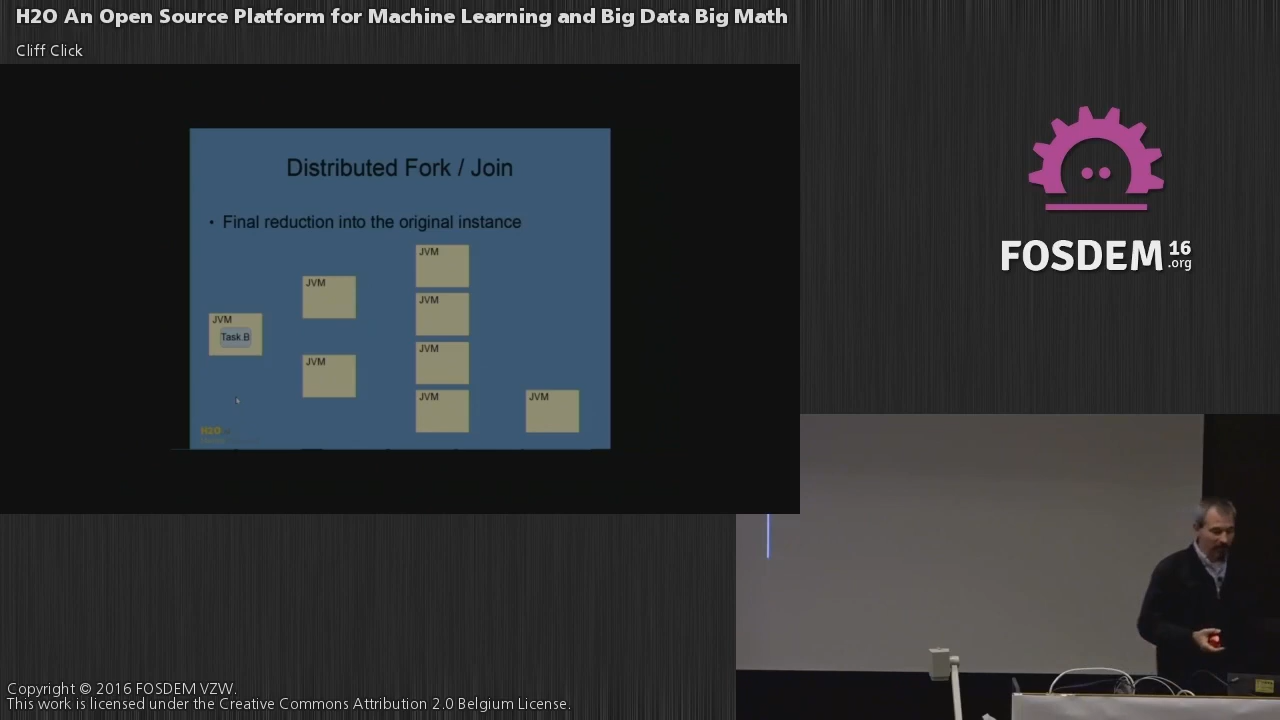 H2O An Open Source Platform for Machine Learning and Big Data Big Math
Cliff Click
Distributed Fork / Join
• Final reduction into the original instance
JVM
JVM
JVM
JVM
JVM
Task B
JVM
JVM
JVM
JVM
H2O
FOSDEM 16
.org
Copyright © 2016 FOSDEM VZW.
This work is licensed under the Creative Commons Attribution 2.0 Belgium License.